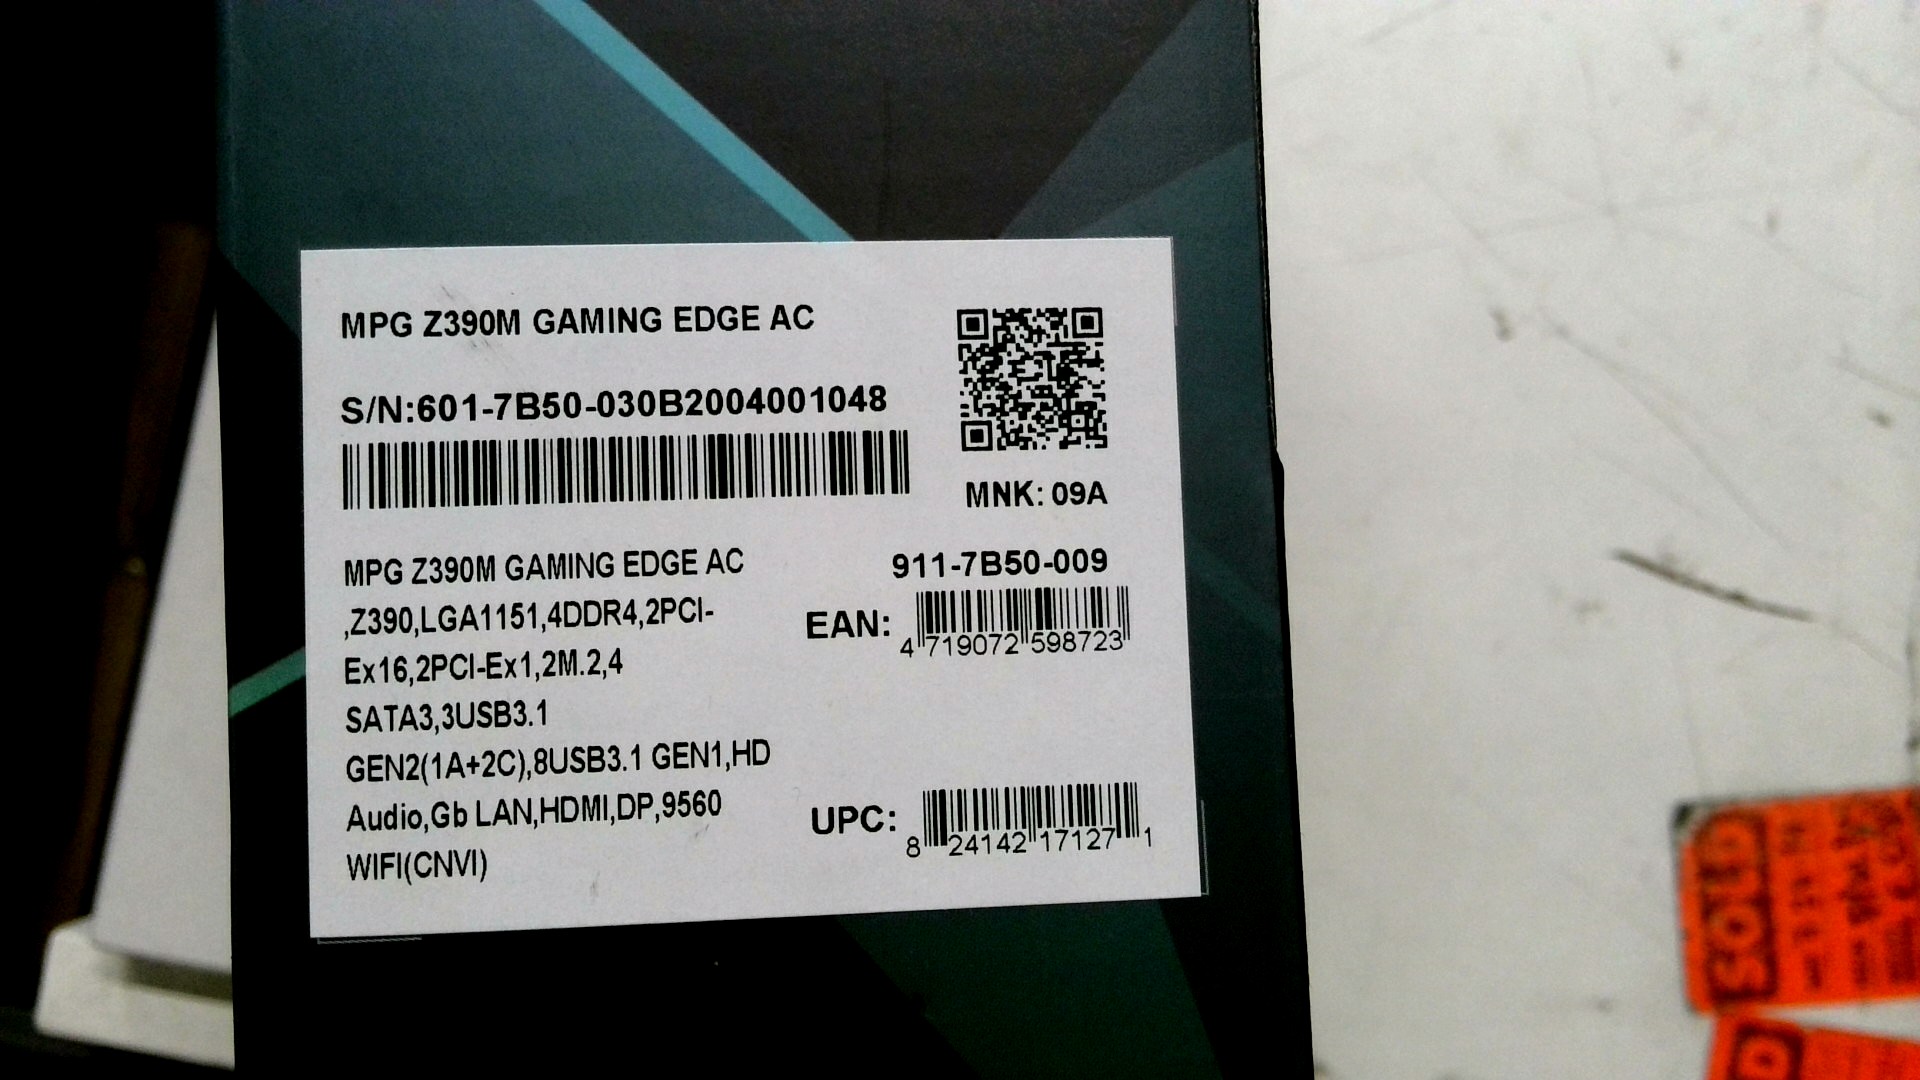 MPG Z390M GAMING EDGE AC
S/N:601-7B50-030B2004001048
MNK: 09A
MPG Z390M GAMING EDGE AC
,Z390,LGA1151,4DDR4,2PCI-
Ex16,2PCI-Ex1,2M.2,4
SATA3,3USB3.1
GEN2(1A+2C),8USB3.1 GEN1,HD
Audio,Gb LAN,HDMI,DP,9560
WIFI(CNVI)
911-7B50-009
EAN:
4 719072 598723
UPC:
8 24142 17127 1
SOLD